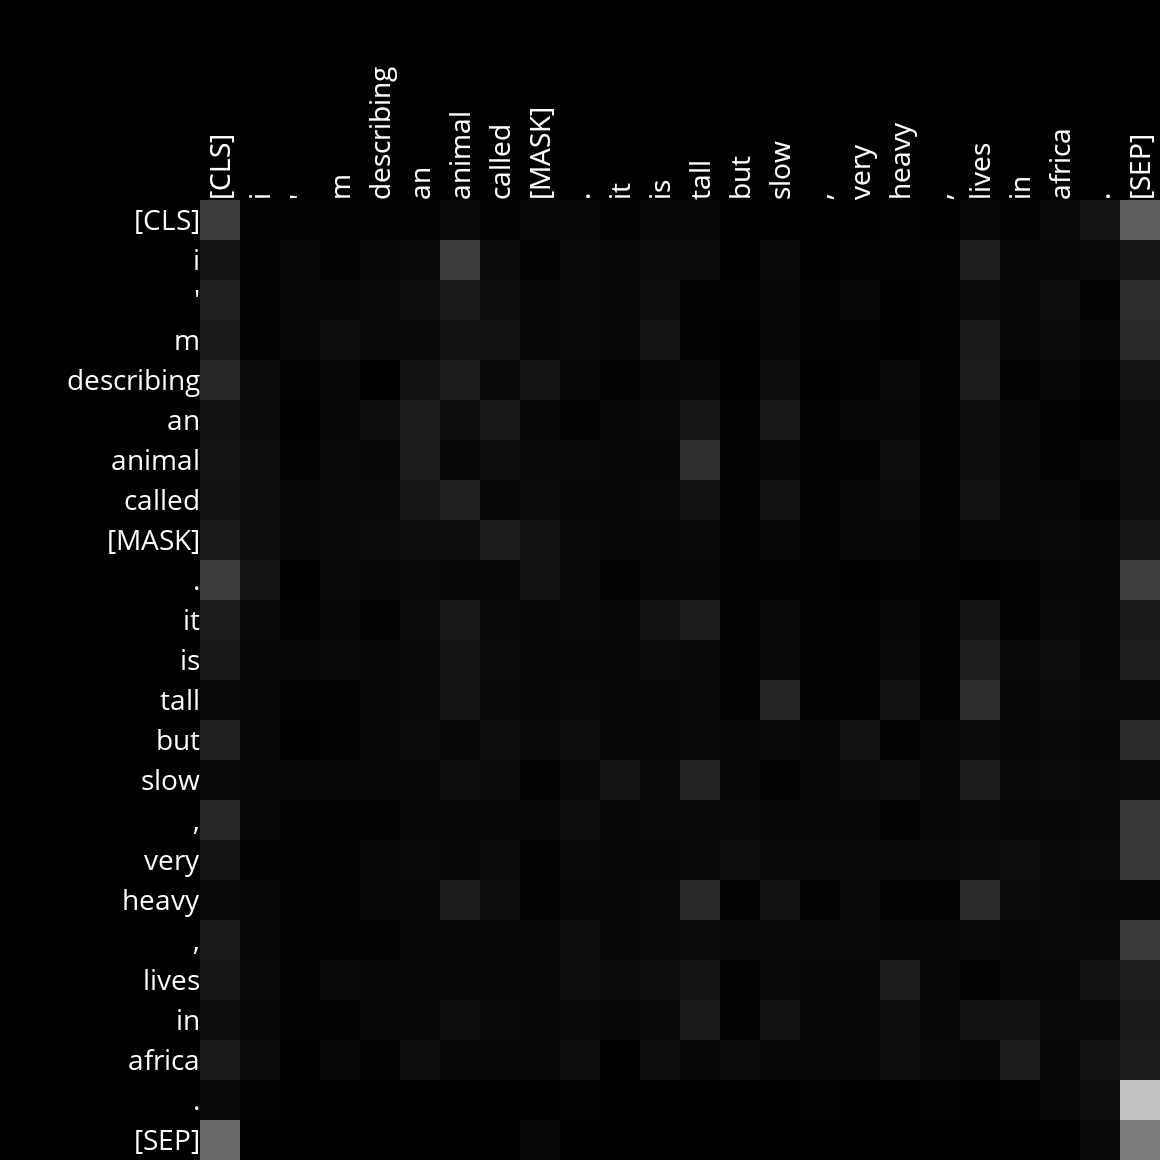 [CLS] i ' m describing an animal called [MASK] . it is tall but slow , very heavy , lives in africa . [SEP]
[CLS]
i
'
m
describing
an
animal
called
[MASK]
.
it
is
tall
but
slow
,
very
heavy
,
lives
in
africa
.
[SEP]